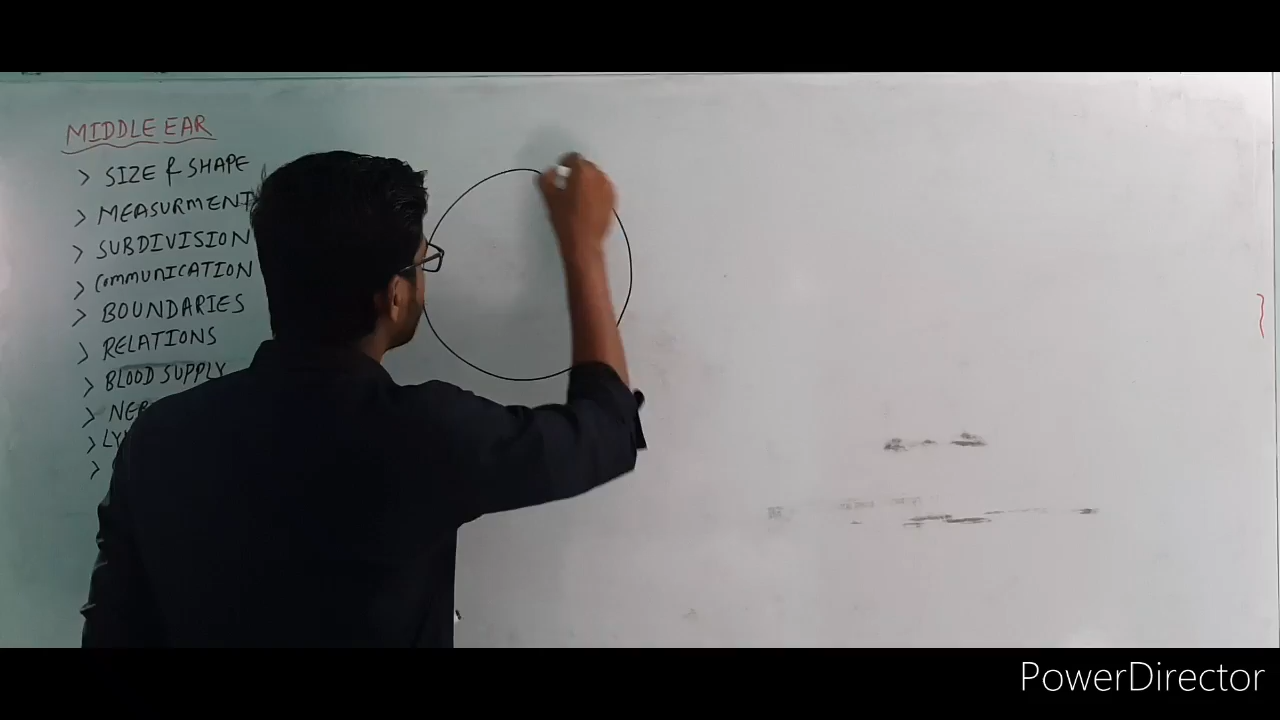 MIDDLE EAR
> SIZE & SHAPE
> MEASURMENT
> SUBDIVISION
> COMMUNICATION
> BOUNDARIES
> RELATIONS
> BLOOD SUPPLY
PowerDirector